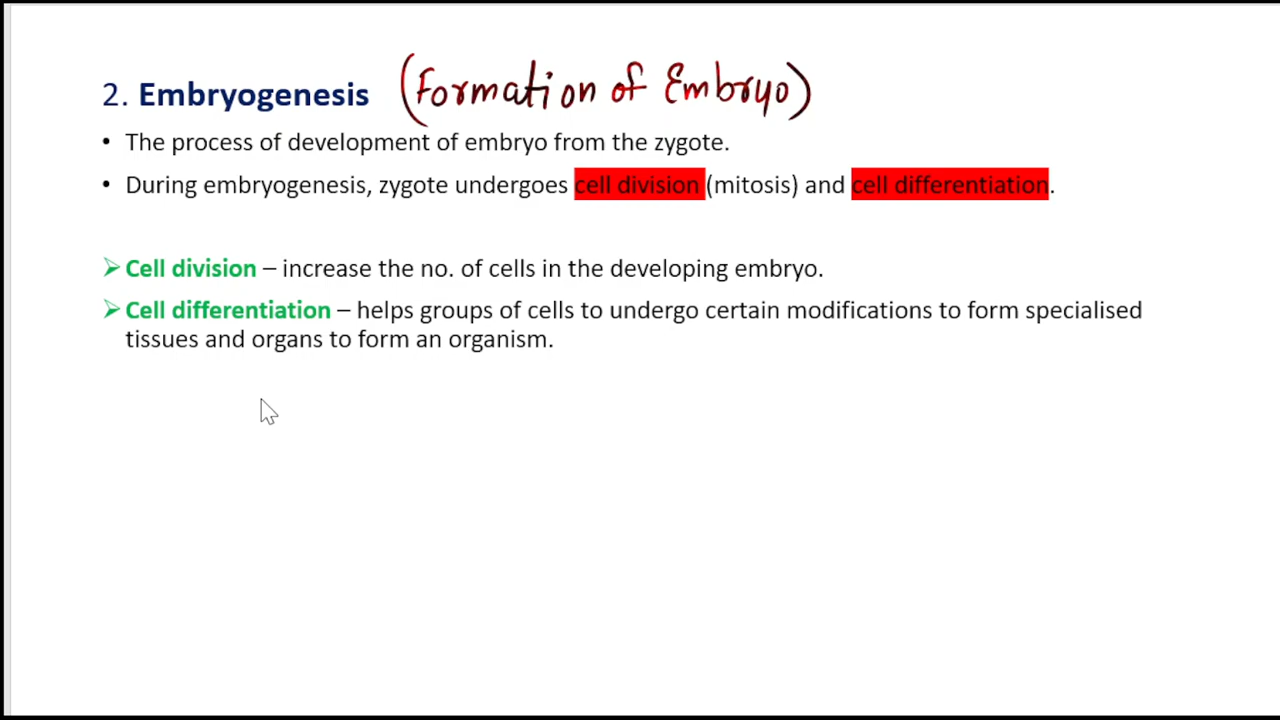 2. Embryogenesis (Formation of Embryo)
• The process of development of embryo from the zygote.
• During embryogenesis, zygote undergoes cell division (mitosis) and cell differentiation.
➢ Cell division – increase the no. of cells in the developing embryo.
➢ Cell differentiation – helps groups of cells to undergo certain modifications to form specialised
tissues and organs to form an organism.